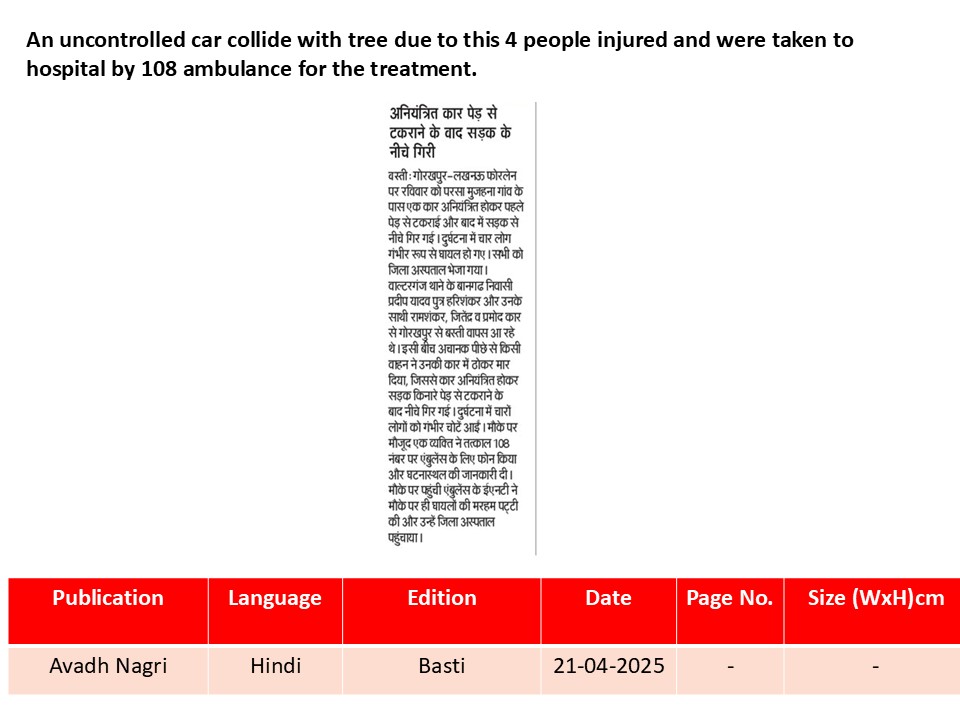 An uncontrolled car collide with tree due to this 4 people injured and were taken to
hospital by 108 ambulance for the treatment.
अनियंत्रित कार पेड़ से
टकराने के वाद सड़क के
नीचे गिरी
वस्ती : गोरखपुर-लखनऊ फोरलेन
पर रविवार को परसा मुजहना गांव के
पास एक कार अनियंत्रित होकर पहले
पेड़ से टकराई और बाद में सड़क से
नीचे गिर गई। दुर्घटना में चार लोग
गंभीर रूप से घायल हो गए। सभी को
जिला अस्पताल भेजा गया।
वाल्टरगंज थाने के बानगढ निवासी
प्रदीप यादव पुत्र हरिशंकर और उनके
साथी रामशंकर, जितेंद्र व प्रमोद कार
से गोरखपुर से बस्ती वापस आ रहे
थे। इसी बीच अचानक पीछे से किसी
वाहन ने उनकी कार में ठोकर मार
दिया, जिससे कार अनियंत्रित होकर
सड़क किनारे पेड़ से टकराने के
बाद नीचे गिर गई। दुर्घटना में चारों
लोगों को गंभीर चोटें आईं। मौके पर
मौजूद एक व्यक्ति ने तत्काल 108
नंबर पर एंबुलेंस के लिए फोन किया
और घटनास्थल की जानकारी दी।
मौके पर पहुंची एंबुलेंस के ईएनटी ने
मौके पर ही घायलों की मरहम पट्टी
की और उन्हें जिला अस्पताल
पहुंचाया।
Publication Language Edition Date Page No. Size (WxH)cm
Avadh Nagri Hindi Basti 21-04-2025 - -